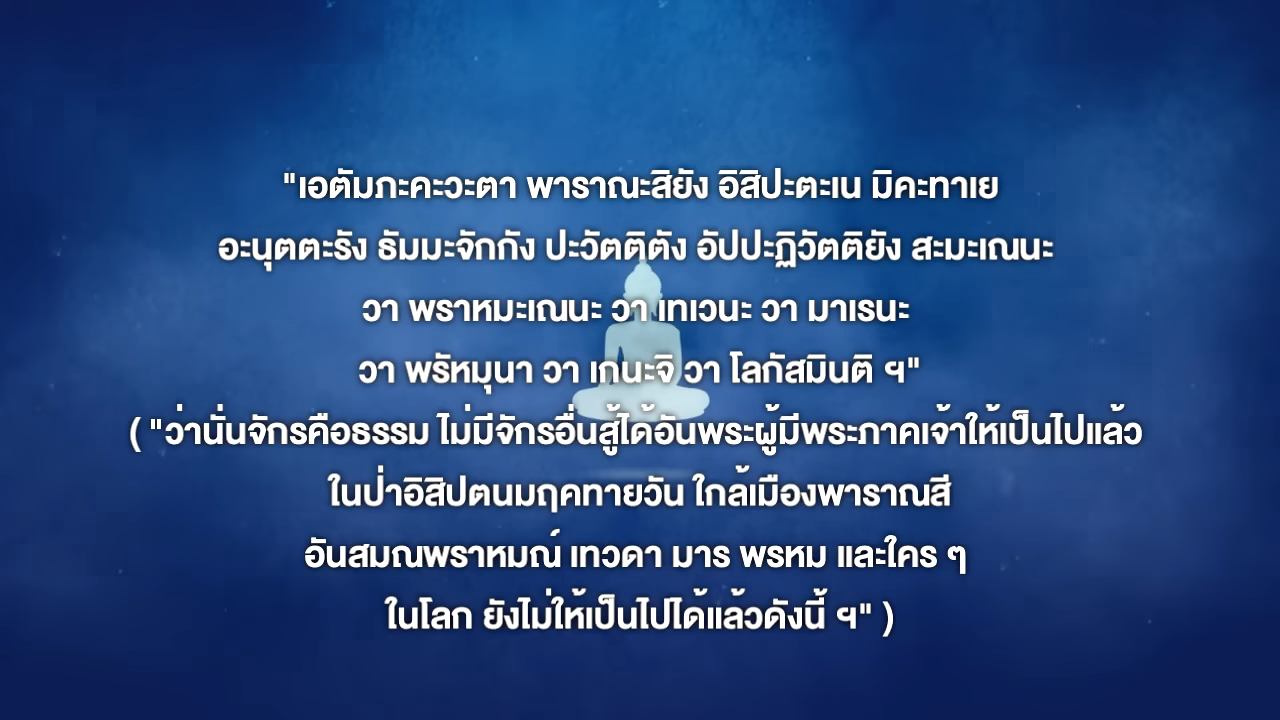 "เอตัมภะคะวะตา พาราณะสิยัง อิสิปะตะเน มิคะทาเย
อะนุตตะรัง ธัมมะจักกัง ปะวัตติตัง อัปปะฏิวัตติยัง สะมะเณนะ
วา พราหมะเณนะ วา เทเวนะ วา มาเรนะ
วา พรัหมุนา วา เกนะจิ วา โลกัสมินติ ฯ"
( "ว่านั่นจักรคือธรรม ไม่มีจักรอื่นสู้ได้อันพระผู้มีพระภาคเจ้าให้เป็นไปแล้ว
ในป่าอิสิปตนมฤคทายวัน ใกล้เมืองพาราณสี
อันสมณพราหมณ์ เทวดา มาร พรหม และใคร ๆ
ในโลก ยังไม่ให้เป็นไปได้แล้วดังนี้ ฯ" )